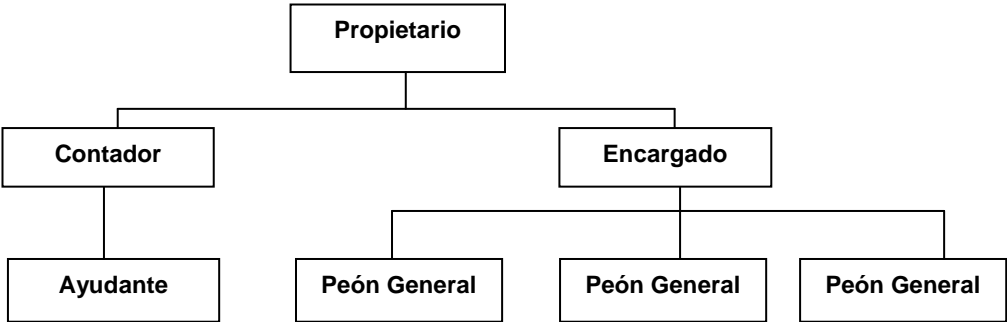 Propietario
Contador
Encargado
Ayudante
Peón General
Peón General
Peón General